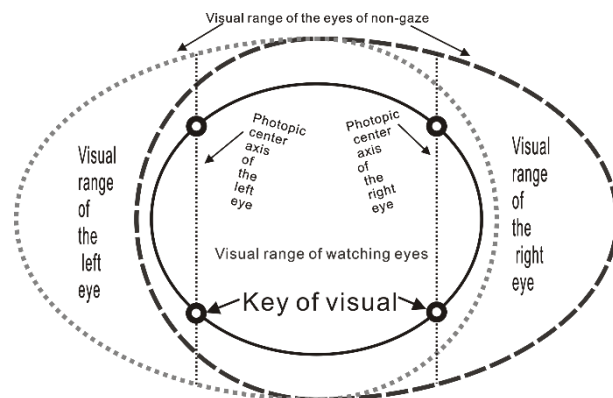 Visual range of the eyes of non-gaze
Photopic
center
axis
of
the
left
eye
Photopic
center
axis
of
the
right
eye
Visual
range
of
the
left
eye
Visual
range
of
the
right
eye
Visual range of watching eyes
Key of visual